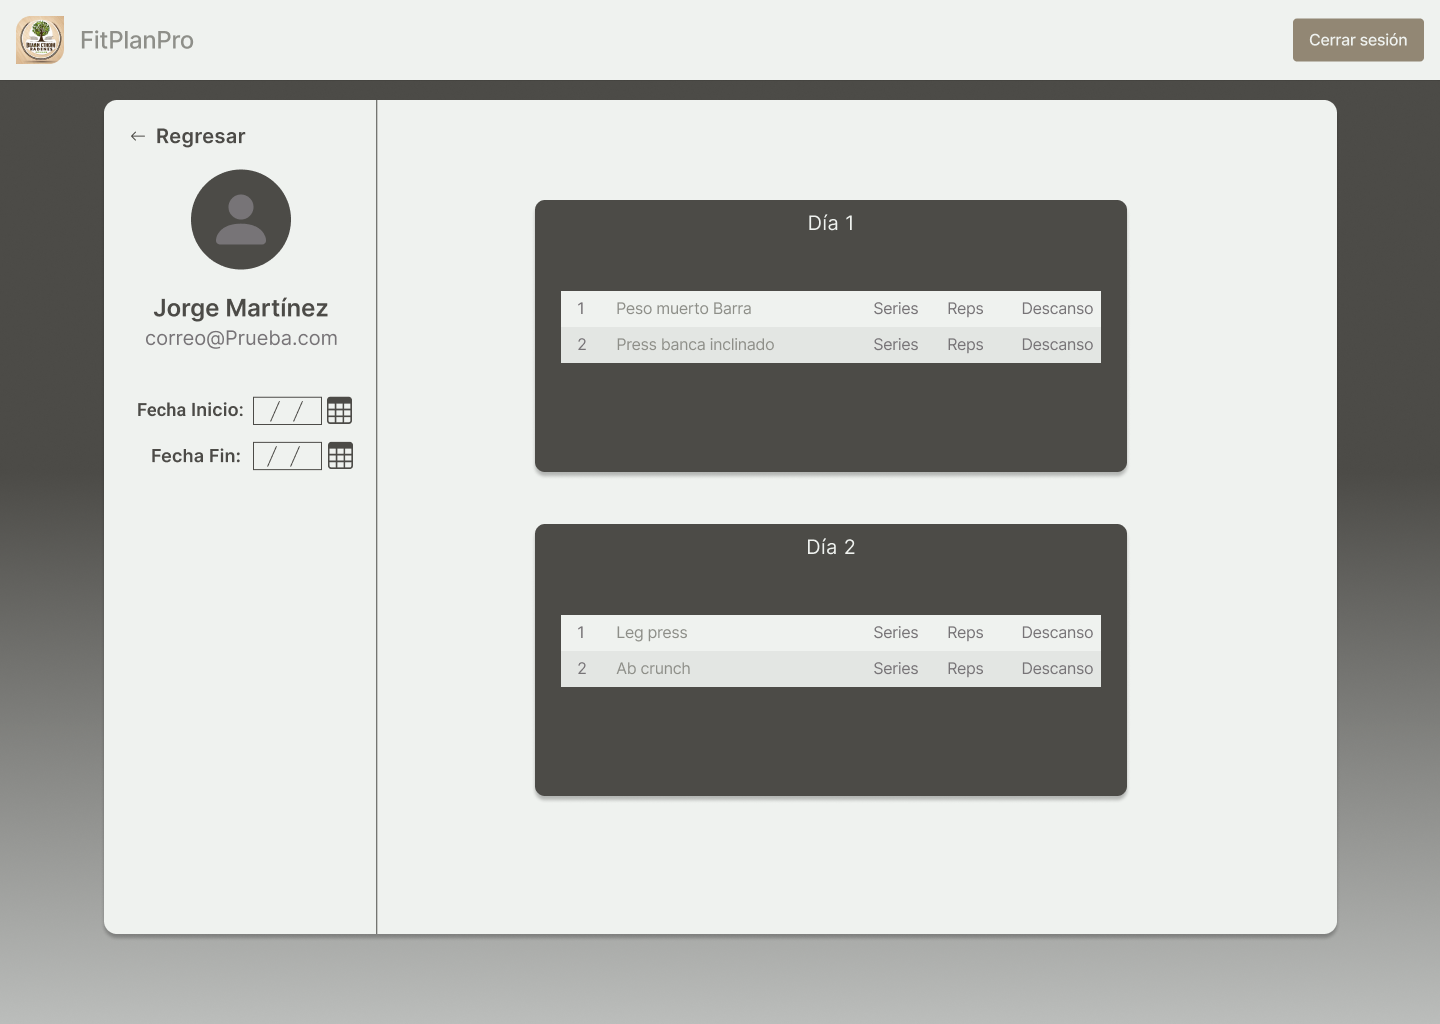 FitPlanPro
Cerrar sesión
← Regresar
Jorge Martínez
correo@Prueba.com
Fecha Inicio: / /
Fecha Fin: / /
Día 1
1 Peso muerto Barra Series Reps Descanso
2 Press banca inclinado Series Reps Descanso
Día 2
1 Leg press Series Reps Descanso
2 Ab crunch Series Reps Descanso